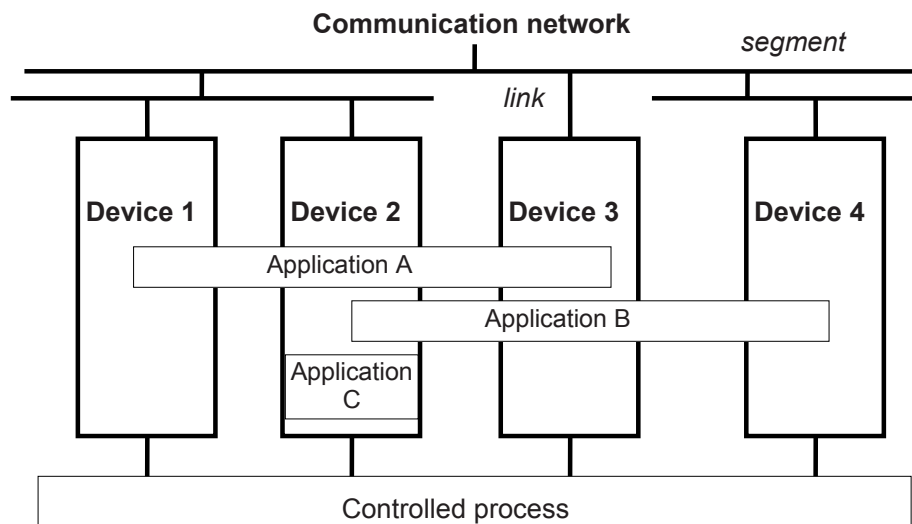 Communication network
segment
link
Device 1
Device 2
Device 3
Device 4
Application A
Application B
Application
C
Controlled process